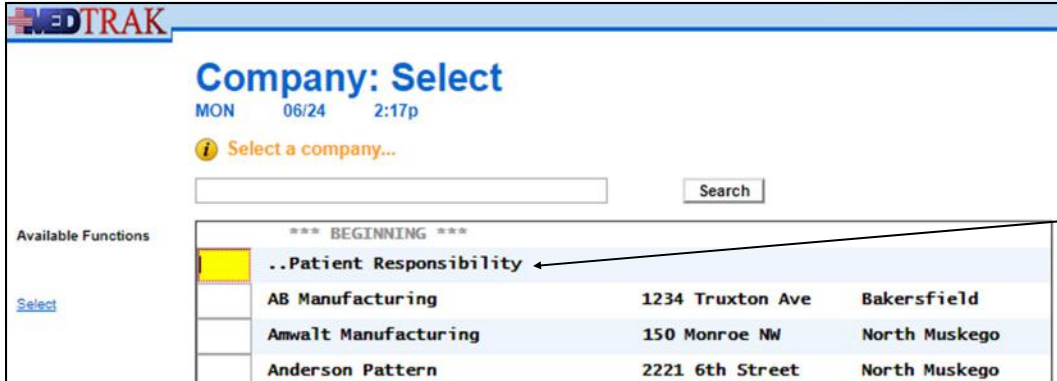 MEDTRAK
Company: Select
MON 06/24 2:17p
i Select a company...
Search
Available Functions
Select
*** BEGINNING ***
..Patient Responsibility
AB Manufacturing 1234 Truxton Ave Bakersfield
Amwalt Manufacturing 150 Monroe NW North Muskego
Anderson Pattern 2221 6th Street North Muskego